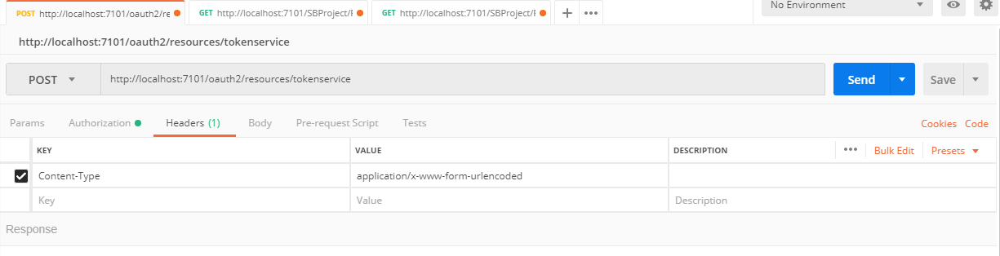 POST http://localhost:7101/oauth2/re GET http://localhost:7101/SBProject/ GET http://localhost:7101/SBProject/ + ••• No Environment
http://localhost:7101/oauth2/resources/tokenservice
POST http://localhost:7101/oauth2/resources/tokenservice Send Save
Params Authorization Headers (1) Body Pre-request Script Tests Cookies Code
KEY VALUE DESCRIPTION ••• Bulk Edit Presets
Content-Type application/x-www-form-urlencoded
Key Value Description
Response